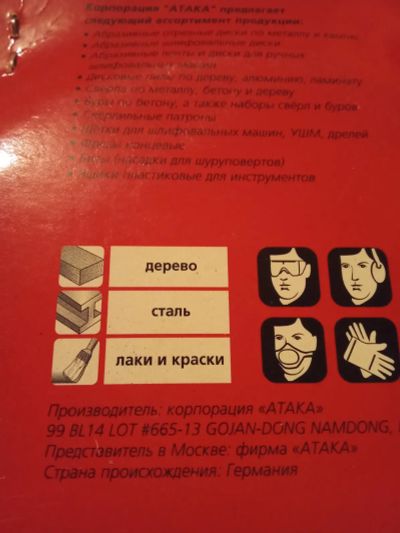 Корпорация "АТАКА" предлагает
следующий ассортимент продукции:
• Абразивные отрезные диски по металлу и камню
• Абразивные шлифовальные диски
• Абразивные ленты и диски для ручных
шлифовальных машин
• Дисковые пилы по дереву, алюминию, ламинату
• Свёрла по металлу, бетону и дереву
• Буры по бетону, а также наборы свёрл и буров
• Сверлильные патроны
• Щётки для шлифовальных машин, УШМ, дрелей
• Фрезы концевые
• Биты (насадки для шуруповертов)
• Ящики пластиковые для инструментов
дерево
сталь
лаки и краски
Производитель: корпорация «АТАКА»
99 BL14 LOT #665-13 GOJAN-DONG NAMDONG,
Представитель в Москве: фирма «АТАКА»
Страна происхождения: Германия